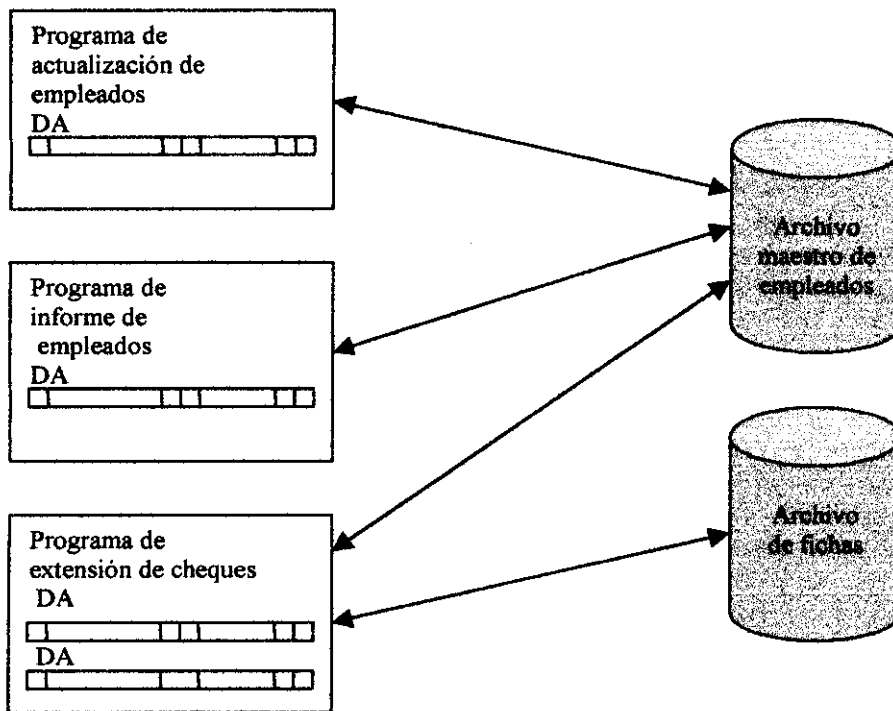 Programa de
actualización de
empleados
DA
Programa de
informe de
empleados
DA
Programa de
extensión de cheques
DA
DA
Archivo
maestro de
empleados
Archivo
de fichas